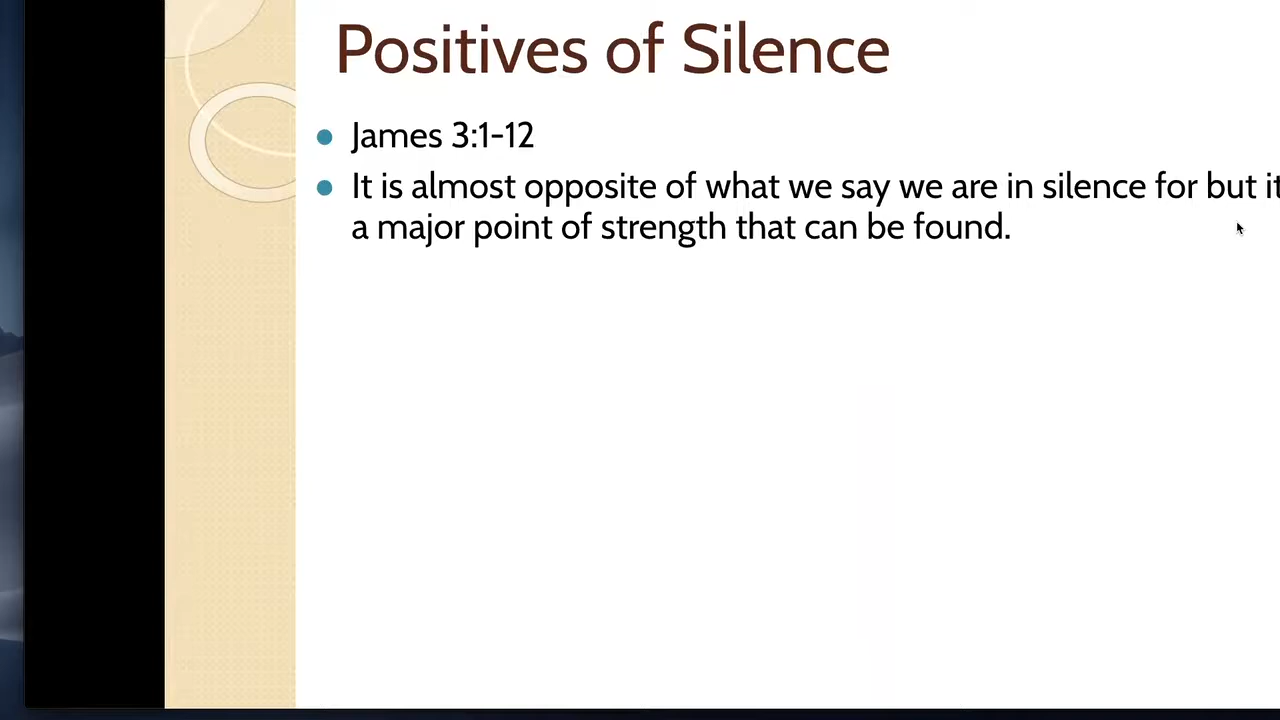 Positives of Silence
James 3:1-12
It is almost opposite of what we say we are in silence for but it
a major point of strength that can be found.